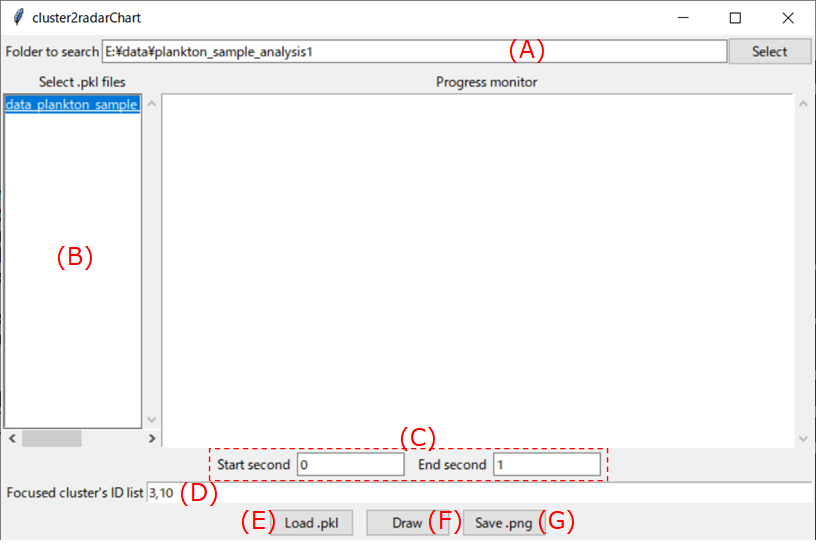 cluster2radarChart
Folder to search E:¥data¥plankton_sample_analysis1 (A) Select
Select .pkl files Progress monitor
data_plankton_sample_
(B)
(C)
Start second 0 End second 1
Focused cluster's ID list 3,10 (D)
(E) Load .pkl Draw (F) Save .png (G)